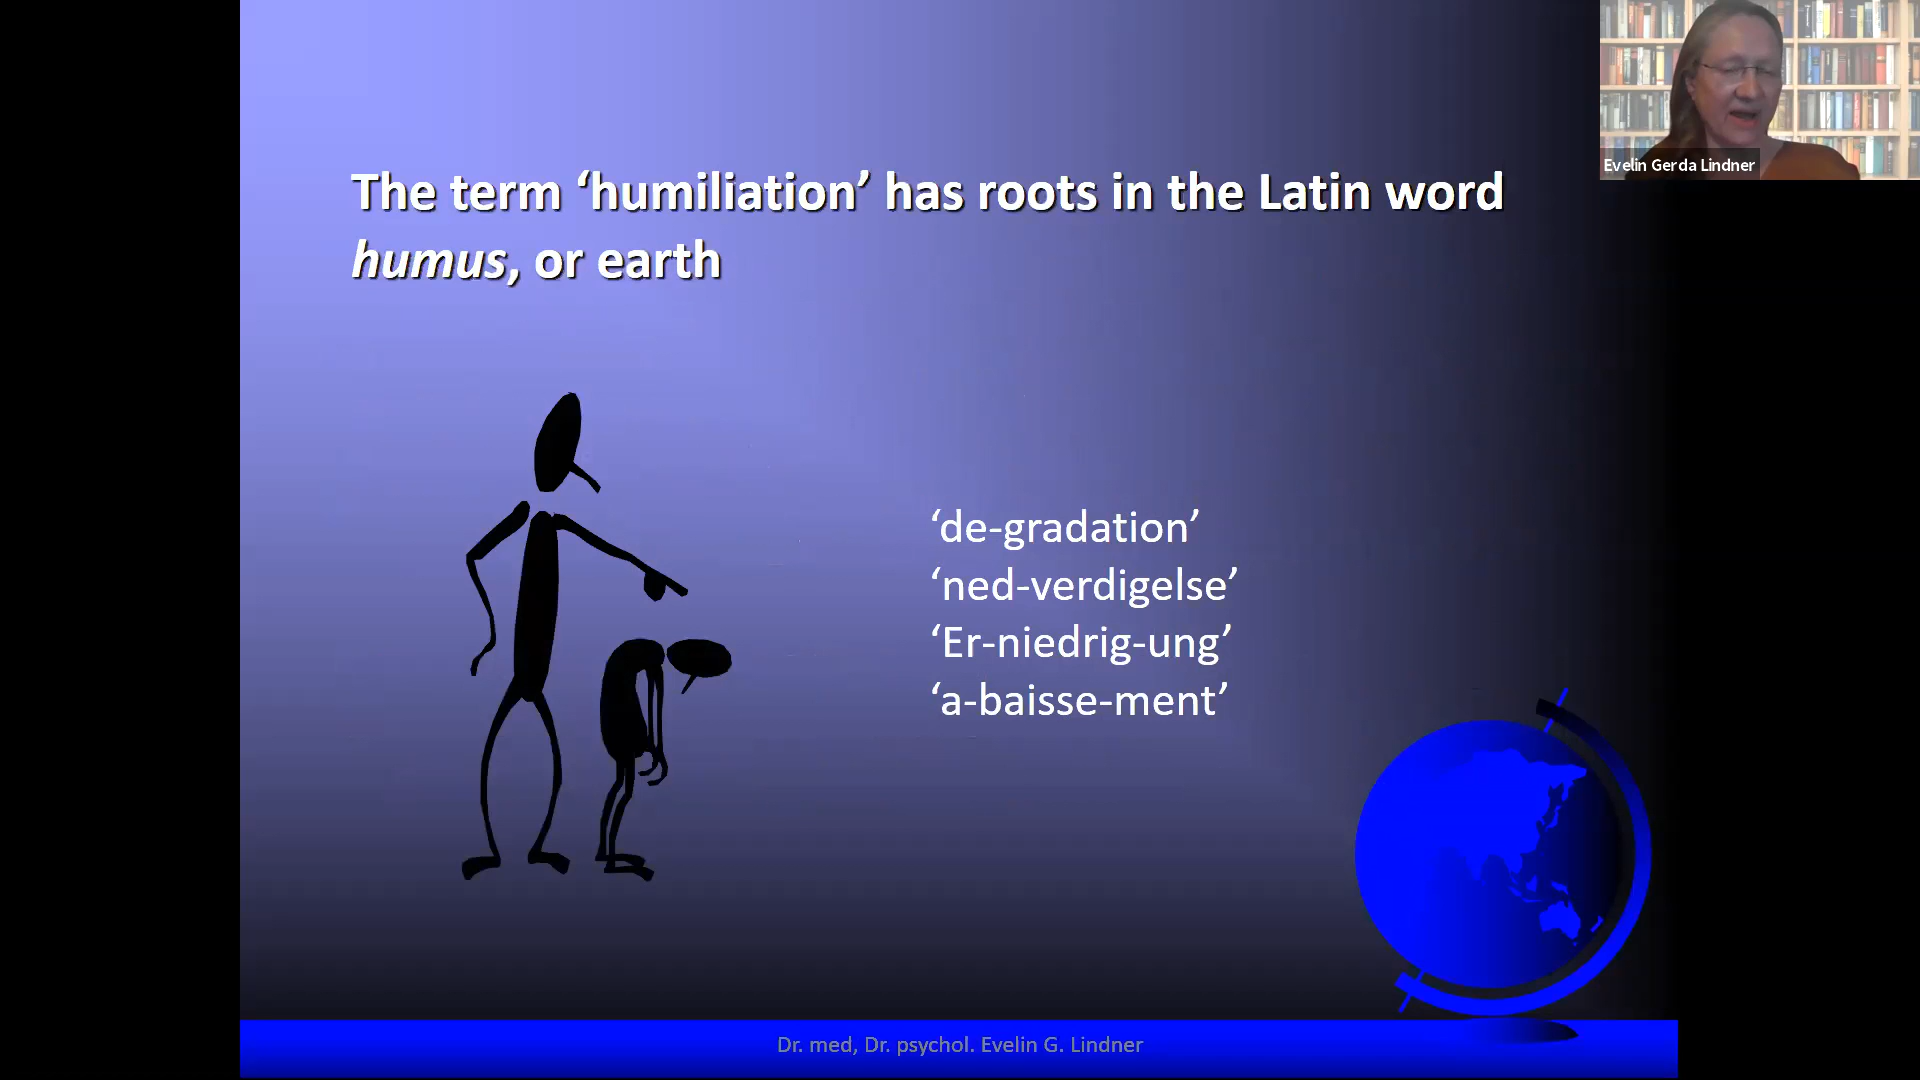 Evelin Gerda Lindner
The term ‘humiliation’ has roots in the Latin word
humus, or earth
‘de-gradation’
‘ned-verdigelse’
‘Er-niedrig-ung’
‘a-baisse-ment’
Dr. med, Dr. psychol. Evelin G. Lindner